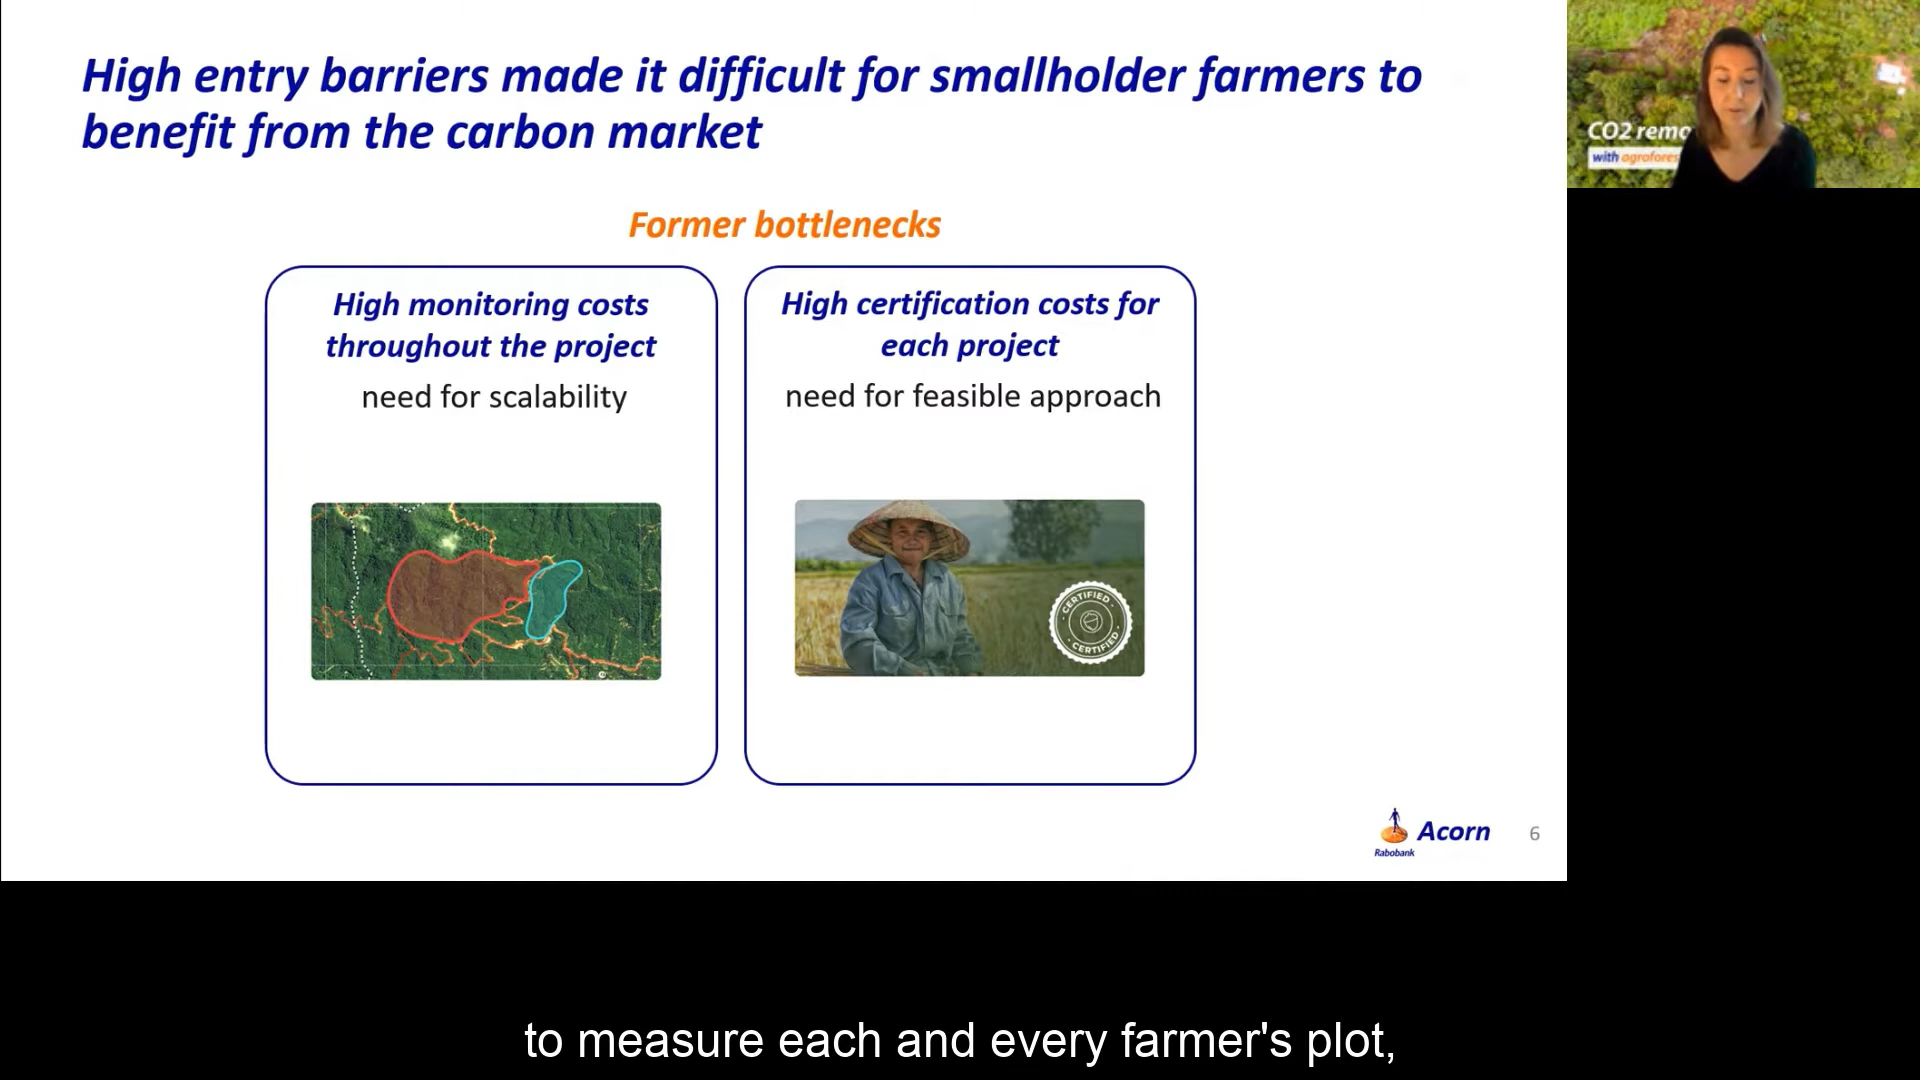 High entry barriers made it difficult for smallholder farmers to
benefit from the carbon market
CO2 remo
with agrofores
Former bottlenecks
High monitoring costs
throughout the project
need for scalability
High certification costs for
each project
need for feasible approach
CERTIFIED
CERTIFIED
Acorn
Rabobank
6
to measure each and every farmer's plot,